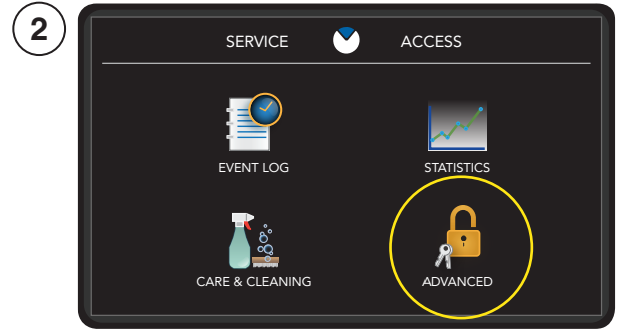 2
SERVICE ACCESS
EVENT LOG
STATISTICS
CARE & CLEANING
ADVANCED